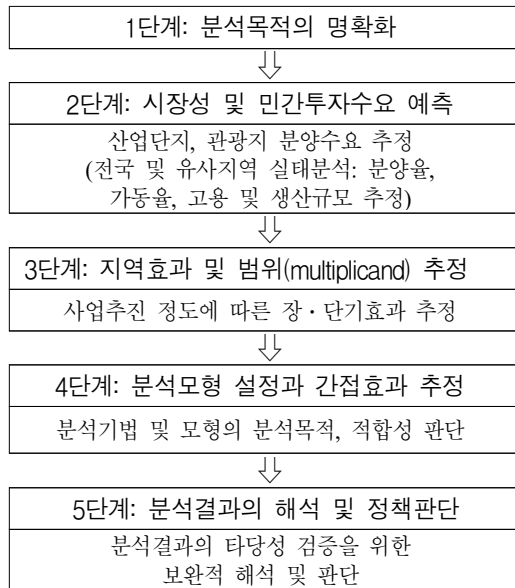 1단계: 분석목적의 명확화
2단계: 시장성 및 민간투자수요 예측
산업단지, 관광지 분양수요 추정
(전국 및 유사지역 실태분석: 분양율,
가동율, 고용 및 생산규모 추정)
3단계: 지역효과 및 범위(multiplicand) 추정
사업추진 정도에 따른 장·단기효과 추정
4단계: 분석모형 설정과 간접효과 추정
분석기법 및 모형의 분석목적, 적합성 판단
5단계: 분석결과의 해석 및 정책판단
분석결과의 타당성 검증을 위한
보완적 해석 및 판단